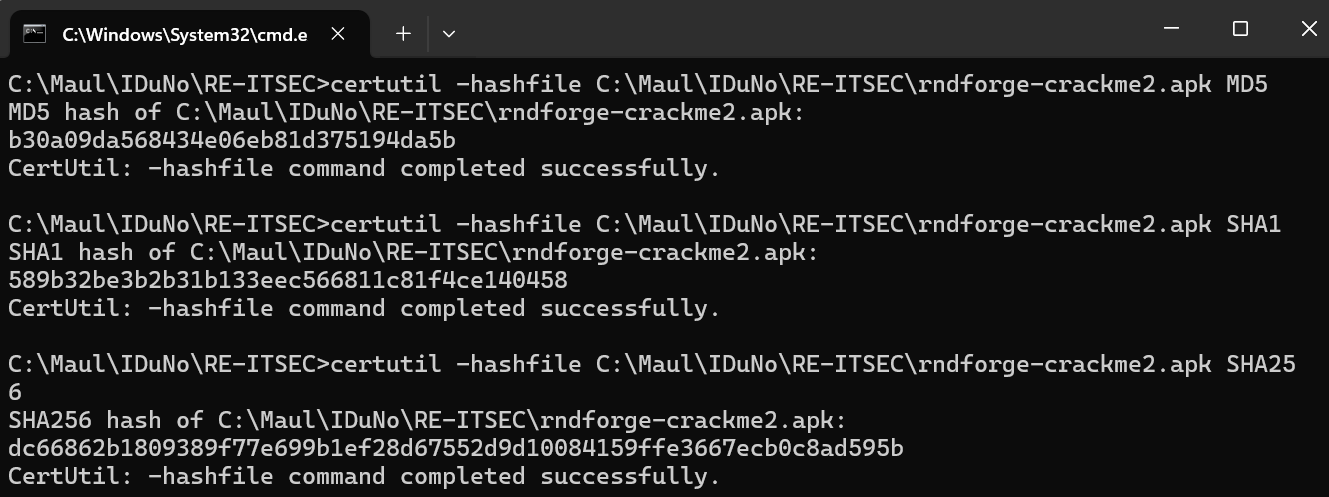 C:\Windows\System32\cmd.e
C:\Maul\IDuNo\RE-ITSEC>certutil -hashfile C:\Maul\IDuNo\RE-ITSEC\rndforge-crackme2.apk MD5
MD5 hash of C:\Maul\IDuNo\RE-ITSEC\rndforge-crackme2.apk:
b30a09da568434e06eb81d375194da5b
CertUtil: -hashfile command completed successfully.
C:\Maul\IDuNo\RE-ITSEC>certutil -hashfile C:\Maul\IDuNo\RE-ITSEC\rndforge-crackme2.apk SHA1
SHA1 hash of C:\Maul\IDuNo\RE-ITSEC\rndforge-crackme2.apk:
589b32be3b2b31b133eec566811c81f4ce140458
CertUtil: -hashfile command completed successfully.
C:\Maul\IDuNo\RE-ITSEC>certutil -hashfile C:\Maul\IDuNo\RE-ITSEC\rndforge-crackme2.apk SHA25
6
SHA256 hash of C:\Maul\IDuNo\RE-ITSEC\rndforge-crackme2.apk:
dc66862b1809389f77e699b1ef28d67552d9d10084159ffe3667ecb0c8ad595b
CertUtil: -hashfile command completed successfully.